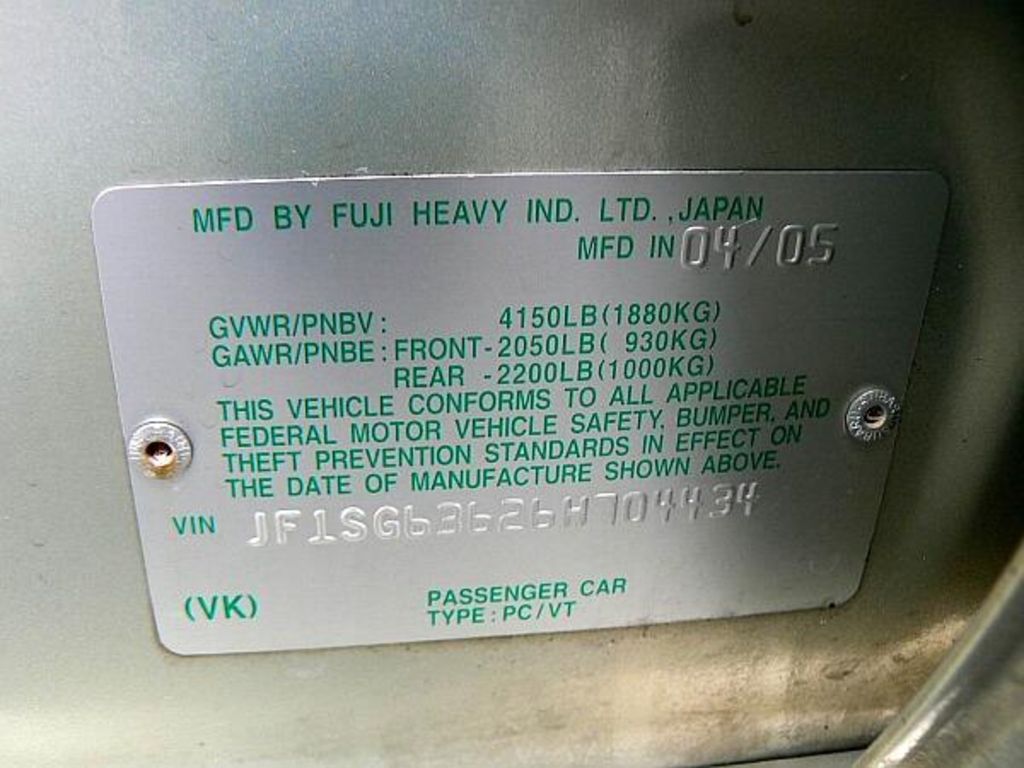 MFD BY FUJI HEAVY IND. LTD., JAPAN
MFD IN 04/05
GVWR/PNBV: 4150LB(1880KG)
GAWR/PNBE: FRONT-2050LB( 930KG)
REAR -2200LB(1000KG)
THIS VEHICLE CONFORMS TO ALL APPLICABLE
FEDERAL MOTOR VEHICLE SAFETY, BUMPER, AND
THEFT PREVENTION STANDARDS IN EFFECT ON
THE DATE OF MANUFACTURE SHOWN ABOVE.
VIN JF1SG63626H704434
(VK) PASSENGER CAR
TYPE: PC/VT